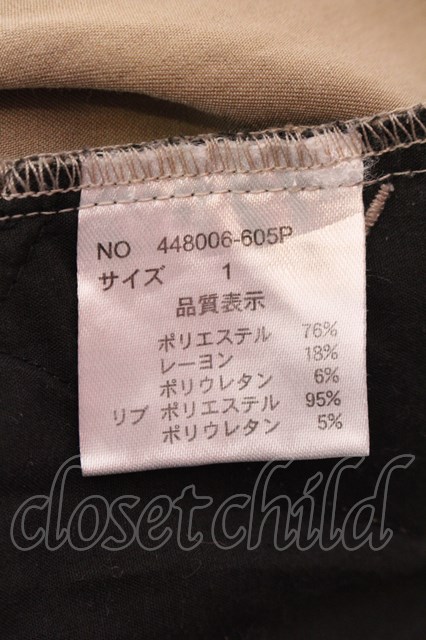 NO 448006-605P
サイズ 1
品質表示
ポリエステル 76%
レーヨン 18%
ポリウレタン 6%
リブ ポリエステル 95%
ポリウレタン 5%
closet child